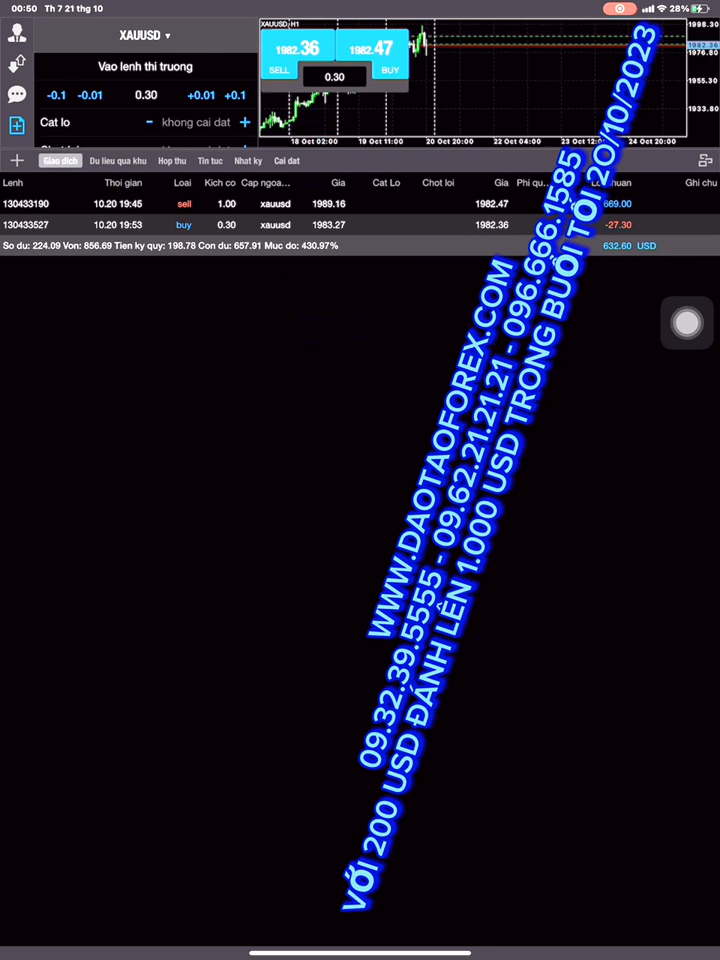 00:50 Th 7 21 thg 10
28%
XAUUSD ▼
Vao lenh thi truong
-0.1 -0.01 0.30 +0.01 +0.1
Cat lo - khong cai dat +
XAUUSD,H1
1982.36 1982.47
SELL 0.30 BUY
1998.30
1982.36
1976.80
1955.30
1933.80
18 Oct 02:00 19 Oct 11:00 20 Oct 20:00 22 Oct 04:00 23 Oct 12:00 24 Oct 20:00
+ Giao dich Du lieu qua khu Hop thu Tin tuc Nhat ky Cai dat
Lenh Thoi gian Loai Kich co Cap ngoa... Gia Cat Lo Chot loi Gia Phi qu... Ghi chu
130433190 10.20 19:45 sell 1.00 xauusd 1989.16 1982.47 669.00
130433527 10.20 19:53 buy 0.30 xauusd 1983.27 1982.36 -27.30
So du: 224.09 Von: 856.69 Tien ky quy: 198.78 Con du: 657.91 Muc do: 430.97% 632.60 USD
WWW.DAOTAOFOREX.COM
09.32.39.5555 - 09.62.21.21.21 - 096.666.1585
VỚI 200 USD ĐÁNH LÊN 1.000 USD TRONG BUỔI TỐI 20/10/2023